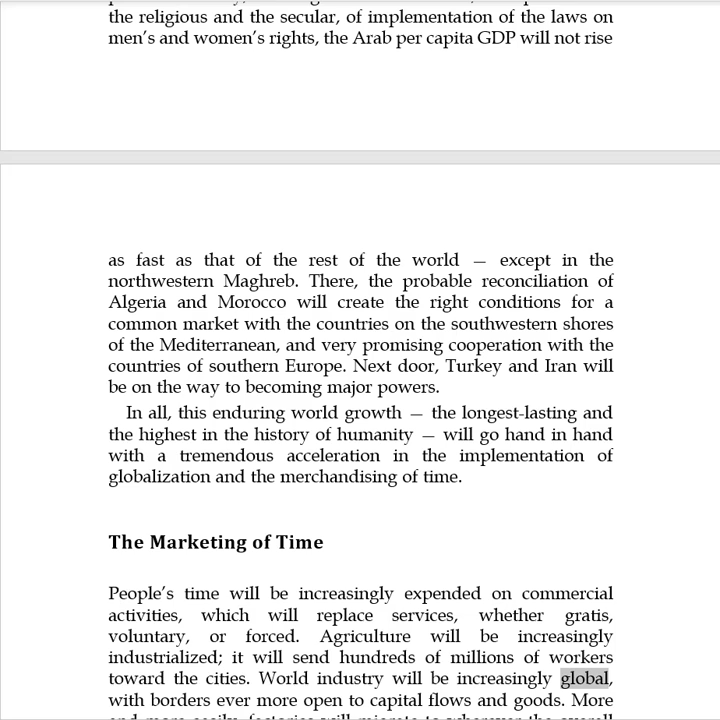 the religious and the secular, of implementation of the laws on
men's and women's rights, the Arab per capita GDP will not rise
as fast as that of the rest of the world — except in the
northwestern Maghreb. There, the probable reconciliation of
Algeria and Morocco will create the right conditions for a
common market with the countries on the southwestern shores
of the Mediterranean, and very promising cooperation with the
countries of southern Europe. Next door, Turkey and Iran will
be on the way to becoming major powers.
In all, this enduring world growth — the longest-lasting and
the highest in the history of humanity — will go hand in hand
with a tremendous acceleration in the implementation of
globalization and the merchandising of time.
The Marketing of Time
People's time will be increasingly expended on commercial
activities, which will replace services, whether gratis,
voluntary, or forced. Agriculture will be increasingly
industrialized; it will send hundreds of millions of workers
toward the cities. World industry will be increasingly global,
with borders ever more open to capital flows and goods. More